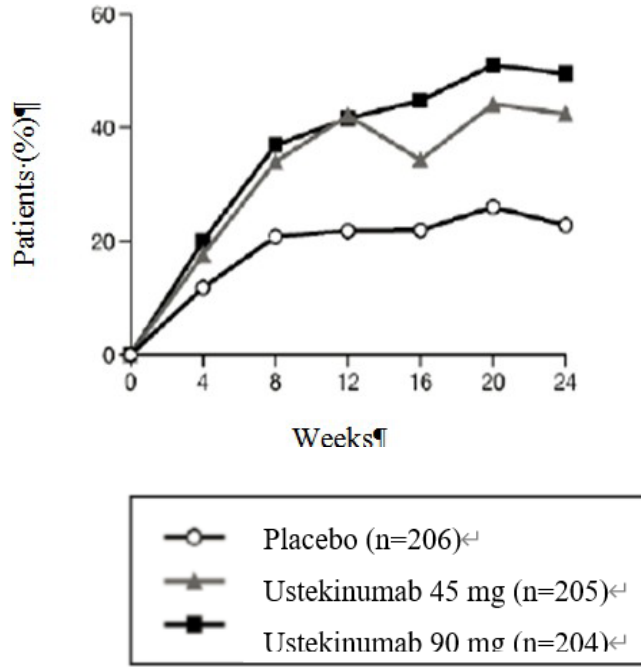 60
40
20
0
0 4 8 12 16 20 24
Patients·(%)¶
Weeks¶
Placebo (n=206)↵
Ustekinumab 45 mg (n=205)↵
Ustekinumab 90 mg (n=204)↵